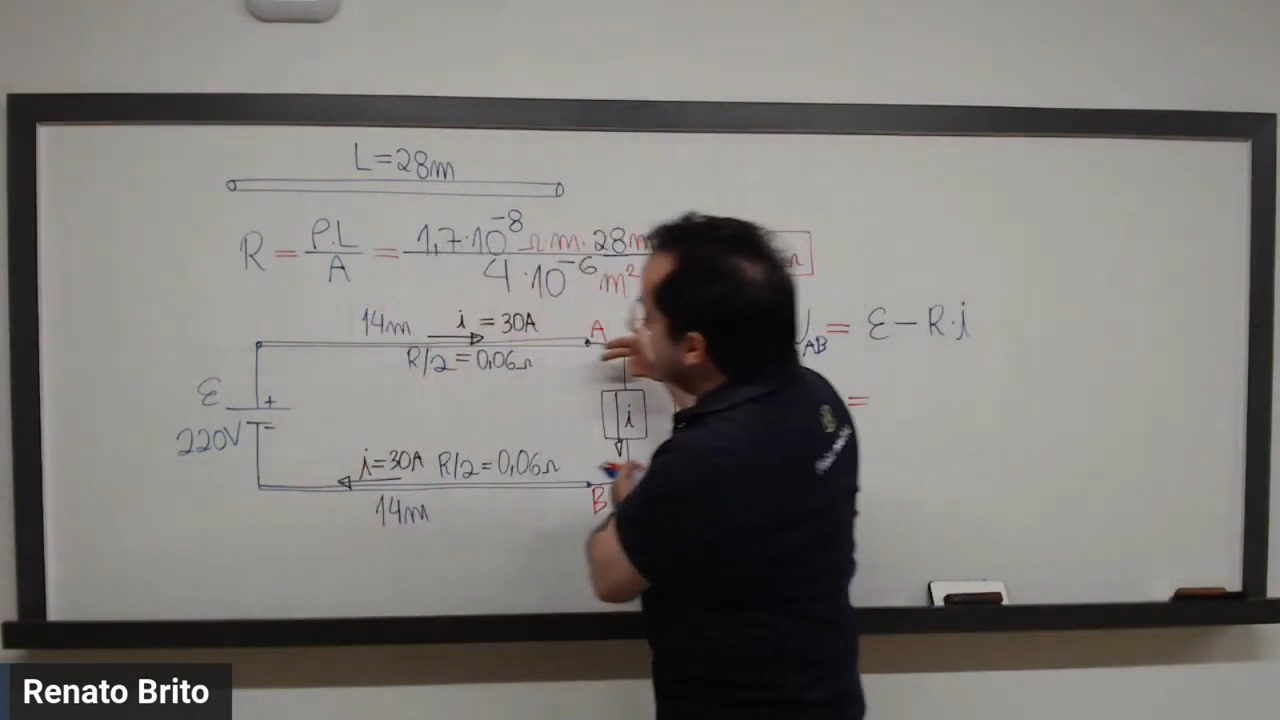 L=28m
R = ρ.L / A = 1,7·10⁻⁸ Ω·m·28m / 4·10⁻⁶ m² Ω
14m i = 30A A
R/2=0,06Ω
AB = ε − R·i
ε + i =
220V -
i=30A R/2=0,06Ω
14m B
Renato Brito